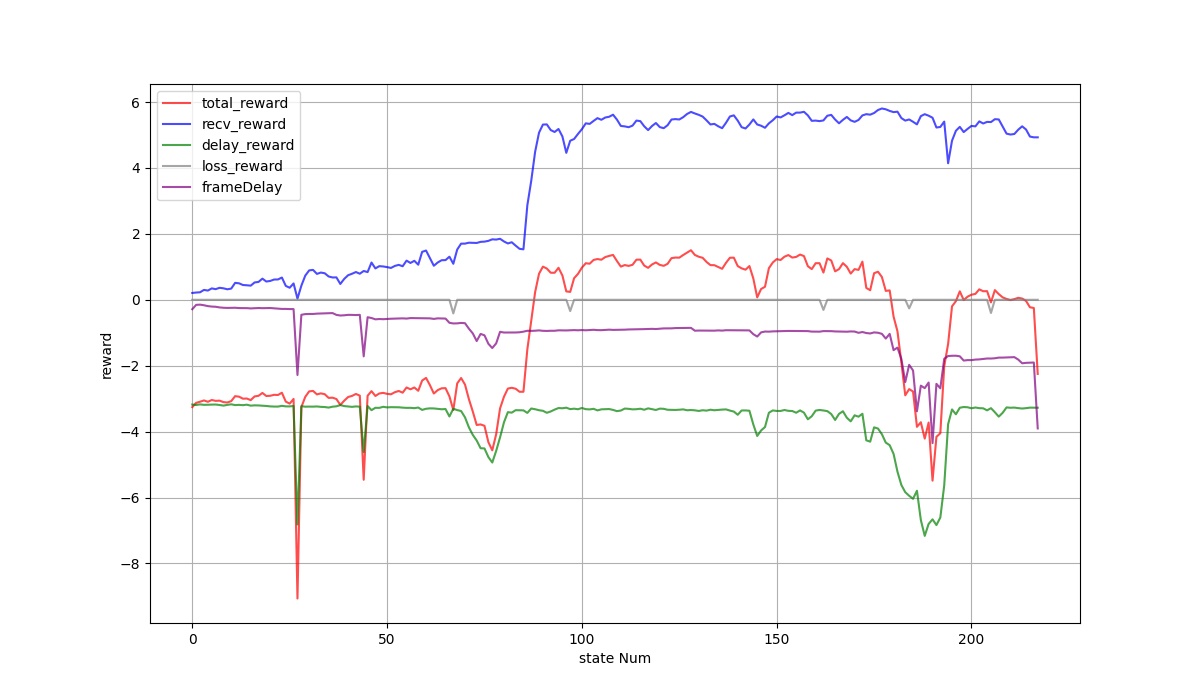 total_reward
recv_reward
delay_reward
loss_reward
frameDelay
6
4
2
0
−2
−4
−6
−8
reward
0 50 100 150 200
state Num